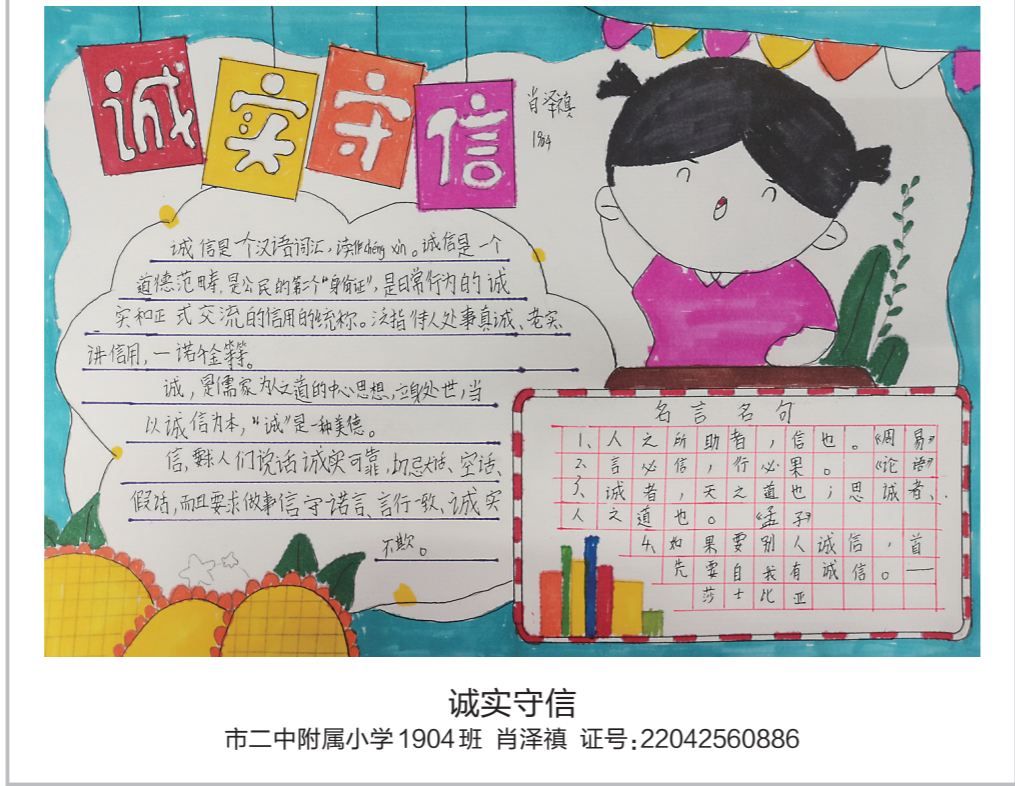 诚实守信
肖泽禛
1904
诚信是一个汉语词汇,读作chéng xìn。诚信是一个
道德范畴,是公民的第二个"身份证",是日常行为的诚
实和正式交流的信用的统称。泛指待人处事真诚、老实、
讲信用,一诺千金等等。
诚,是儒家为人之道的中心思想,立身处世,当
以诚信为本,"诚"是一种美德。
信,要求人们说话诚实可靠,切忌大话、空话、
假话,而且要求做事信守诺言、言行一致、诚实
不欺。
名言名句
1、人之所助者,信也。《周易》
2、言必信,行必果。《论语》
3、诚者,天之道也;思诚者、
人之道也。《孟子》
4、如果要别人诚信,首
先要自我有诚信。——
莎士比亚
诚实守信
市二中附属小学1904班 肖泽禛 证号:22042560886